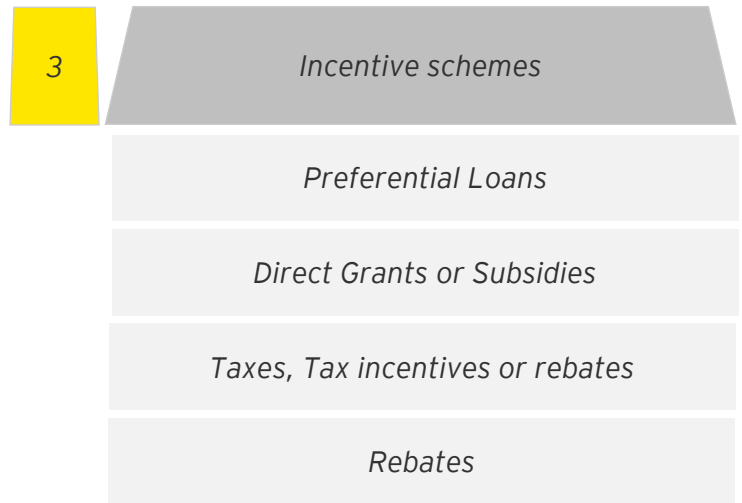 3
Incentive schemes
Preferential Loans
Direct Grants or Subsidies
Taxes, Tax incentives or rebates
Rebates